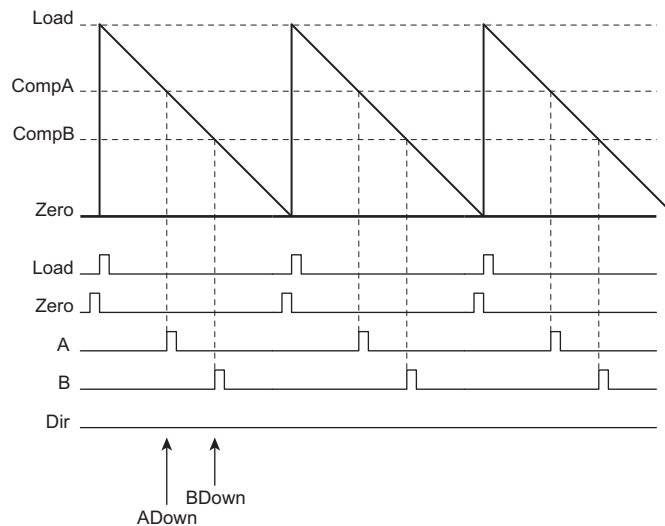 Load
CompA
CompB
Zero
Load
Zero
A
B
Dir
BDown
ADown